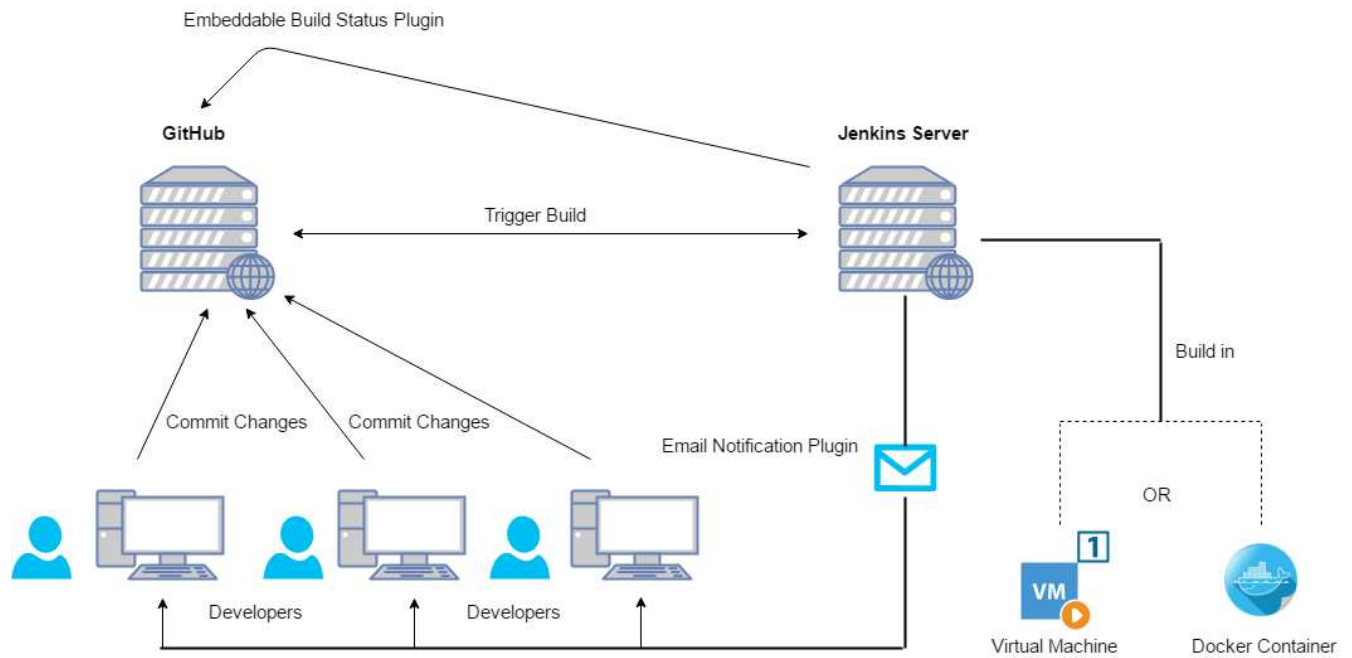 Embeddable Build Status Plugin
GitHub
Jenkins Server
Trigger Build
Build in
Commit Changes
Commit Changes
Email Notification Plugin
OR
1
VM
Developers
Developers
Virtual Machine
Docker Container